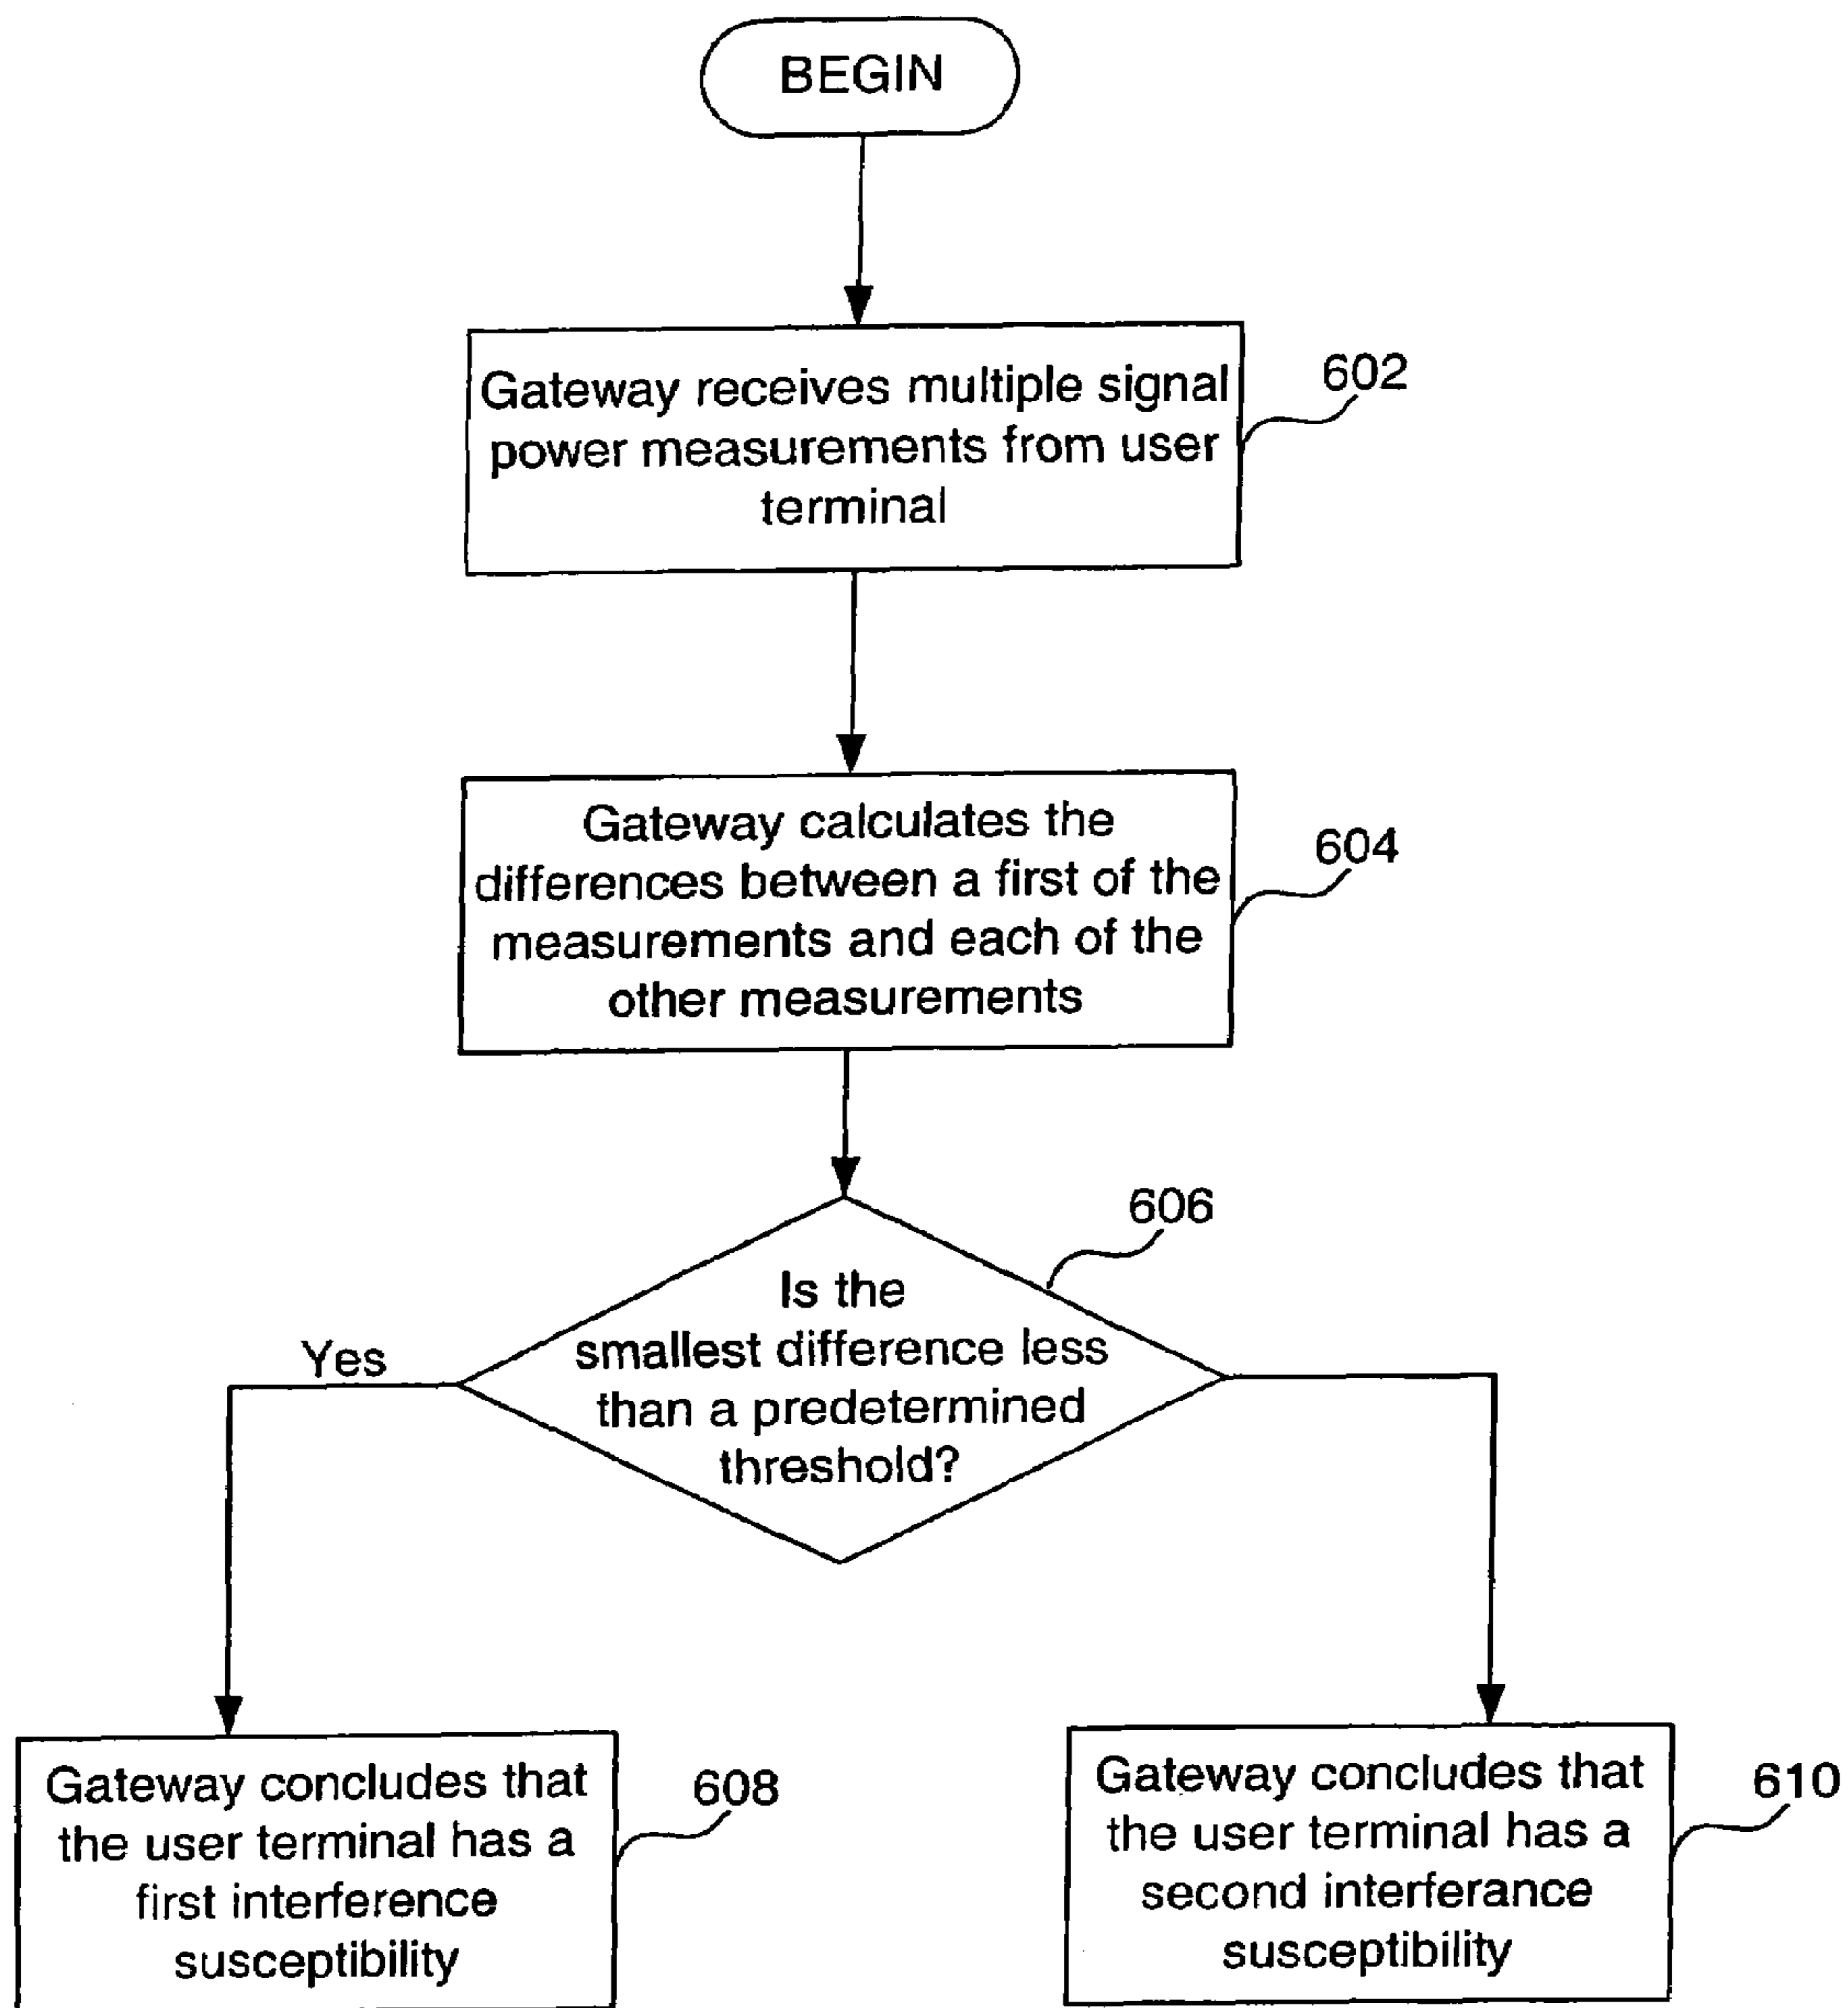 BEGIN
Gateway receives multiple signal
power measurements from user
terminal
602
Gateway calculates the
differences between a first of the
measurements and each of the
other measurements
604
606
Is the
smallest difference less
than a predetermined
threshold?
Yes
Gateway concludes that
the user terminal has a
first interference
susceptibility
608
Gateway concludes that
the user terminal has a
second interferance
susceptibility
610